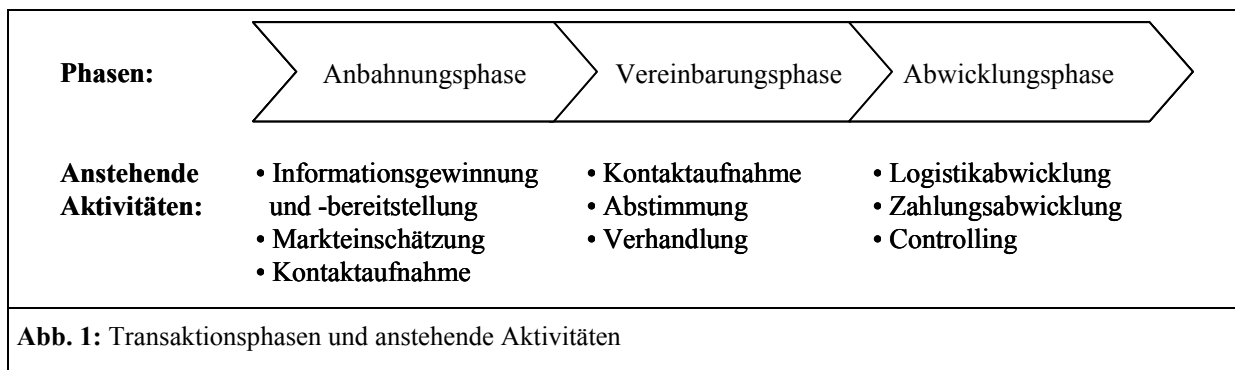 Phasen: Anbahnungsphase Vereinbarungsphase Abwicklungsphase
Anstehende Aktivitäten:
• Informationsgewinnung
und -bereitstellung
• Markteinschätzung
• Kontaktaufnahme
• Kontaktaufnahme
• Abstimmung
• Verhandlung
• Logistikabwicklung
• Zahlungsabwicklung
• Controlling
Abb. 1: Transaktionsphasen und anstehende Aktivitäten